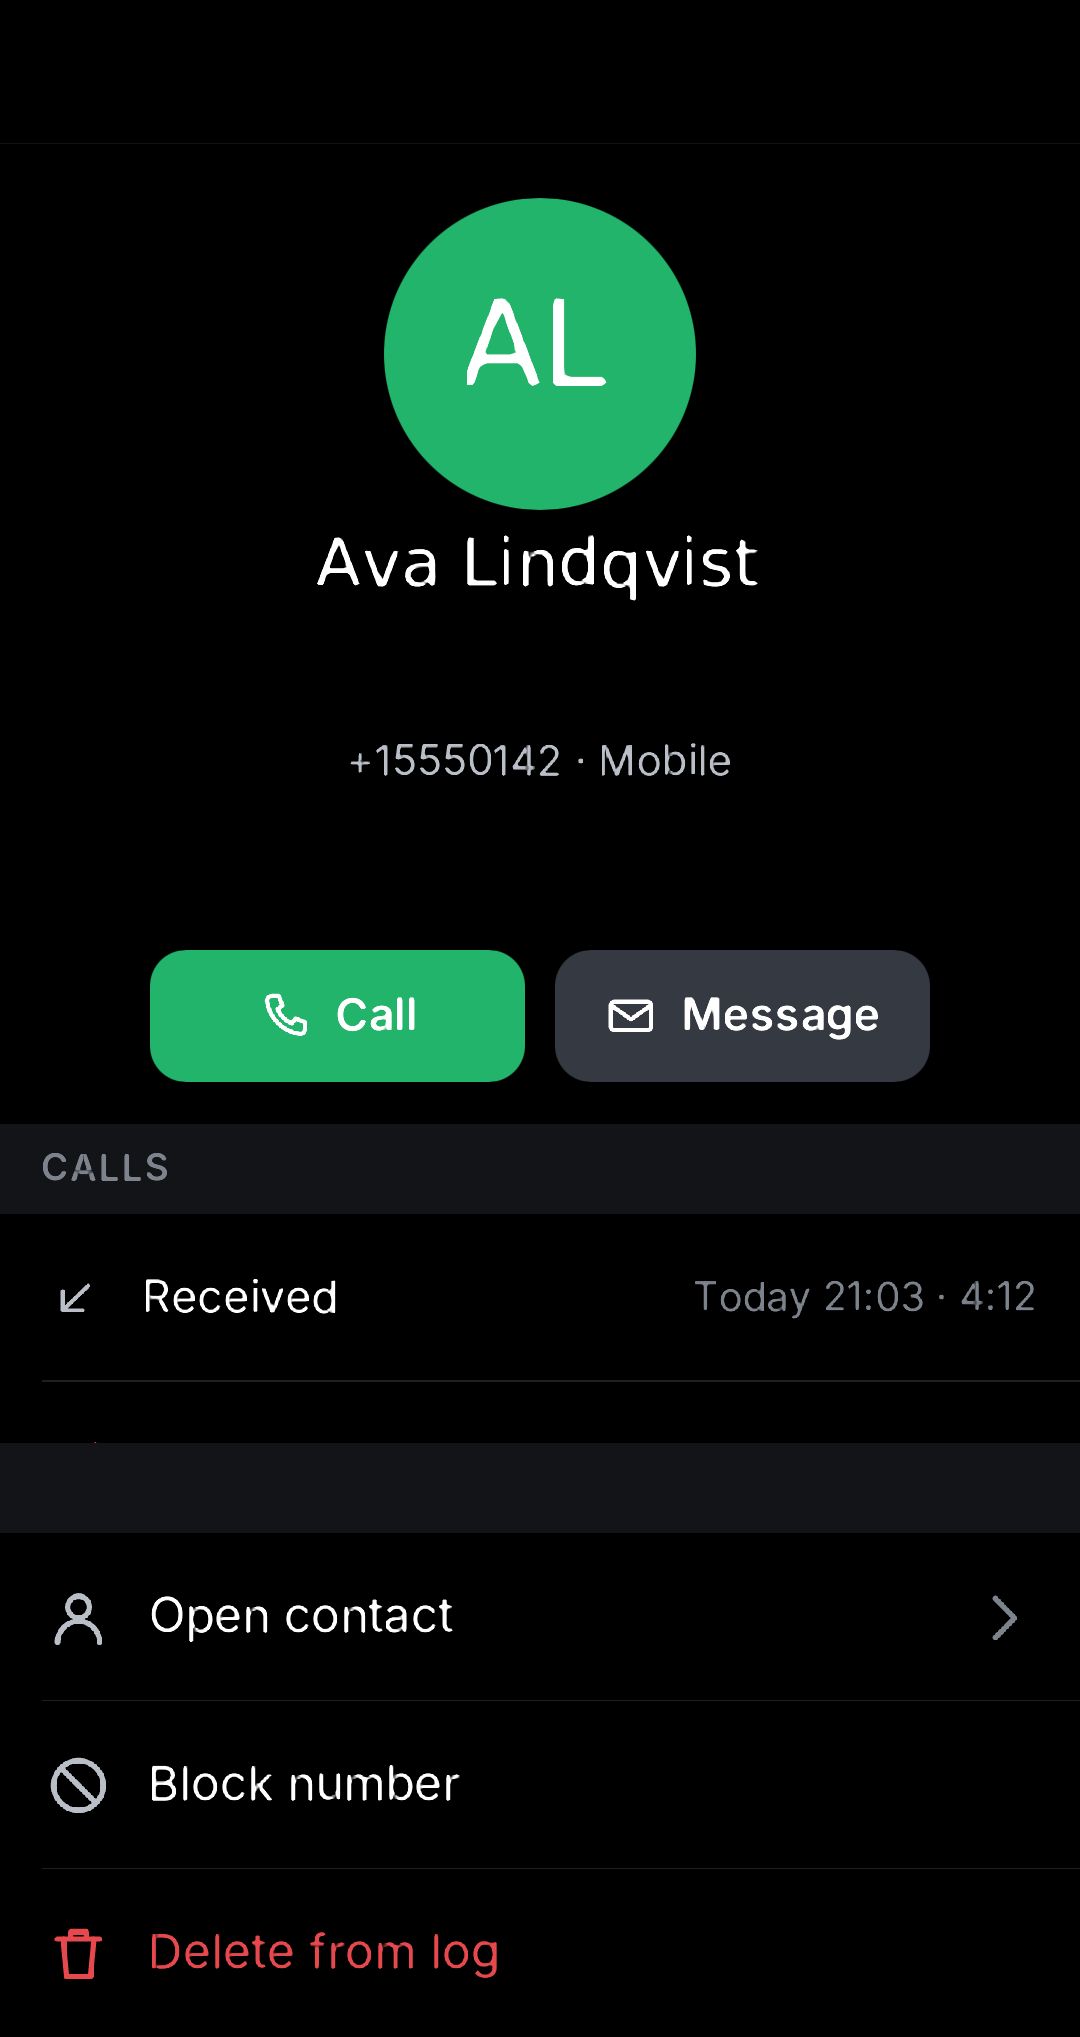 AL
Ava Lindqvist
+15550142 · Mobile
Call
Message
CALLS
Received
Today 21:03 · 4:12
Open contact
Block number
Delete from log